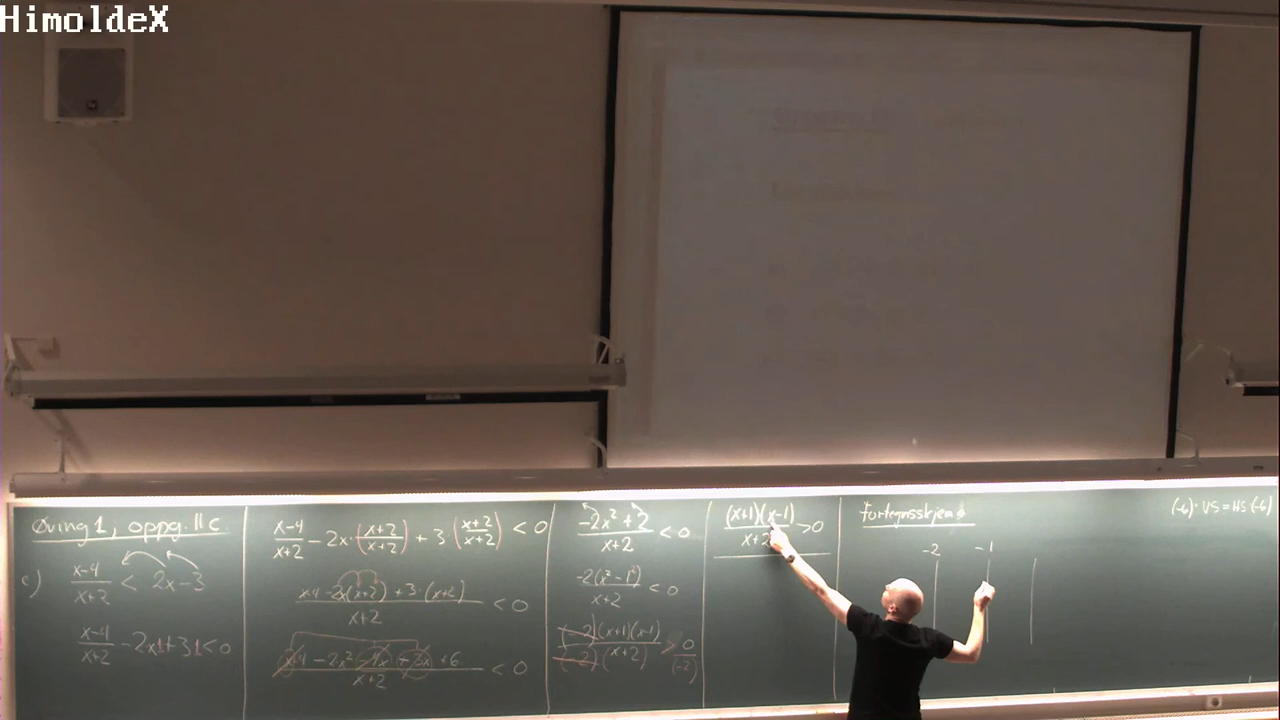 HimoldeX
Øving 1, oppg. 11 c.
c) x-4/x+2 < 2x-3
x-4/x+2 -2x+3 <0
x-4/x+2 -2x·(x+2/x+2) + 3(x+2/x+2) < 0
x-4-2x(x+2)+3·(x+2)/x+2 < 0
x-4-2x²-4x+3x+6/x+2 < 0
-2x²+2/x+2 < 0
-2(x²-1²)/x+2 < 0
(-2)(x+1)(x-1)/(-2)(x+2) > 0/(-2)
(x+1)(x-1)/x+2 >0
Fortegnsskjema
-2 -1
(-6)·VS = HS(-6)